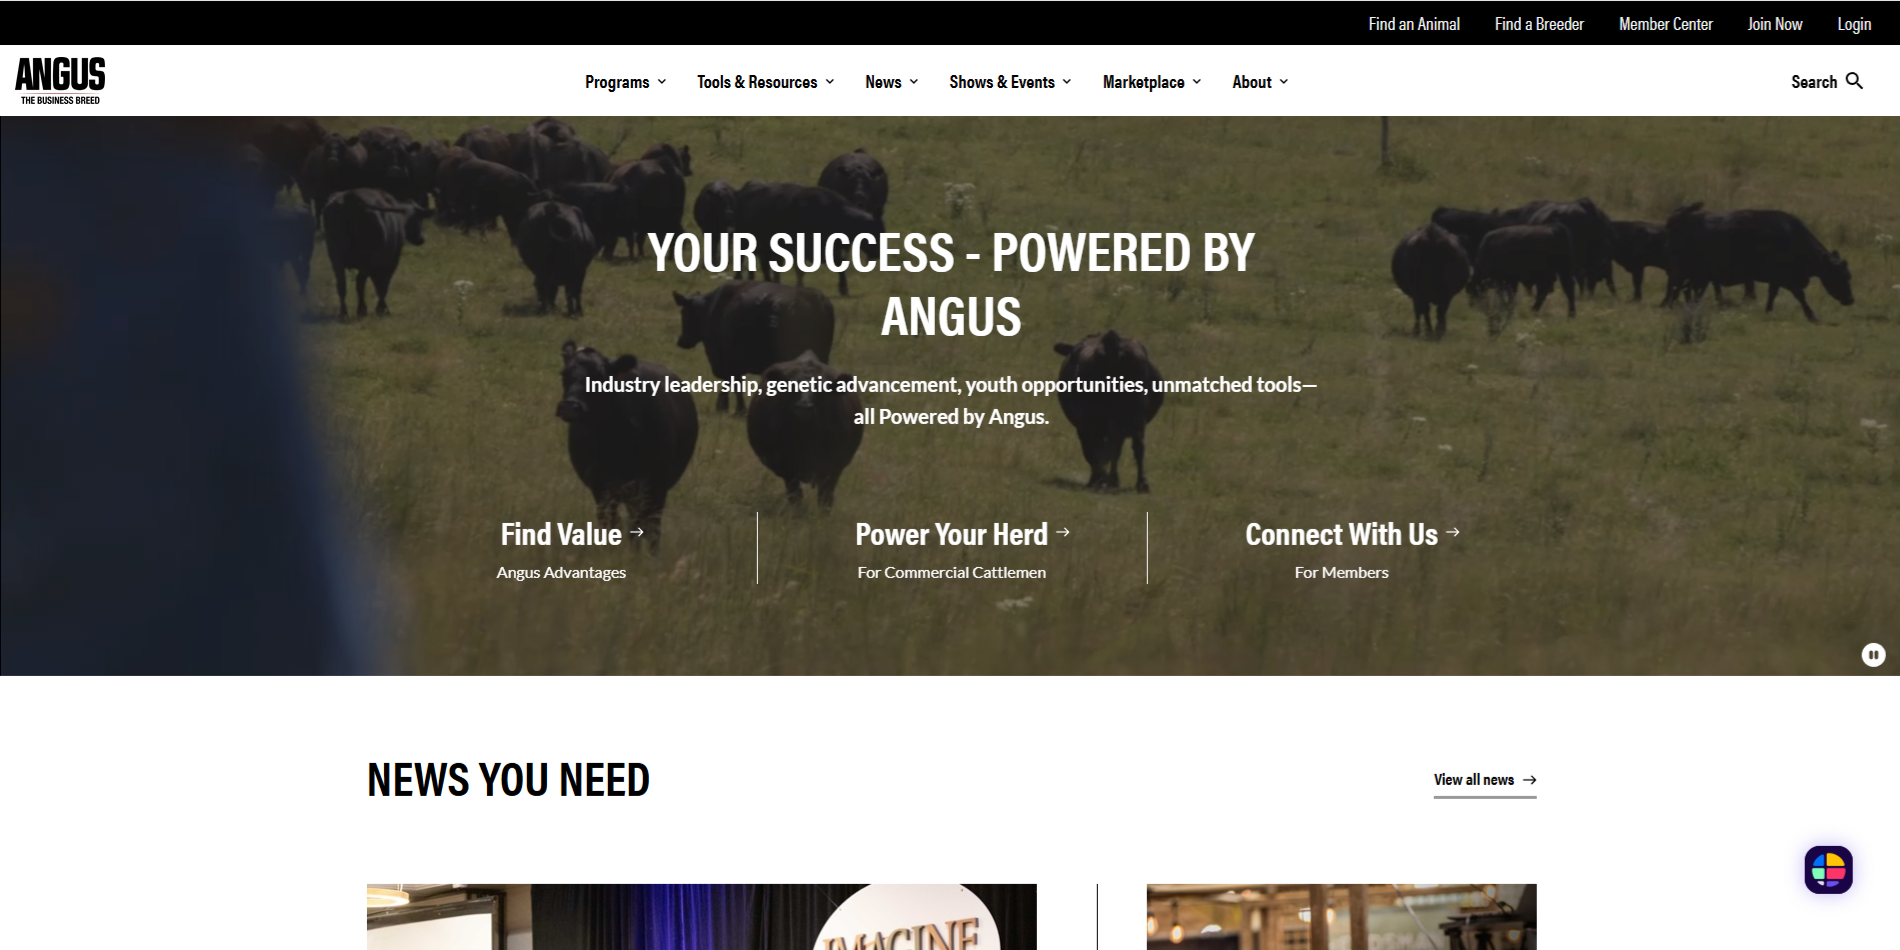 Find an Animal Find a Breeder Member Center Join Now Login
ANGUS
THE BUSINESS BREED
Programs Tools & Resources News Shows & Events Marketplace About Search
YOUR SUCCESS - POWERED BY
ANGUS
Industry leadership, genetic advancement, youth opportunities, unmatched tools—
all Powered by Angus.
Find Value Power Your Herd Connect With Us
Angus Advantages For Commercial Cattlemen For Members
NEWS YOU NEED
View all news
IMAGINE